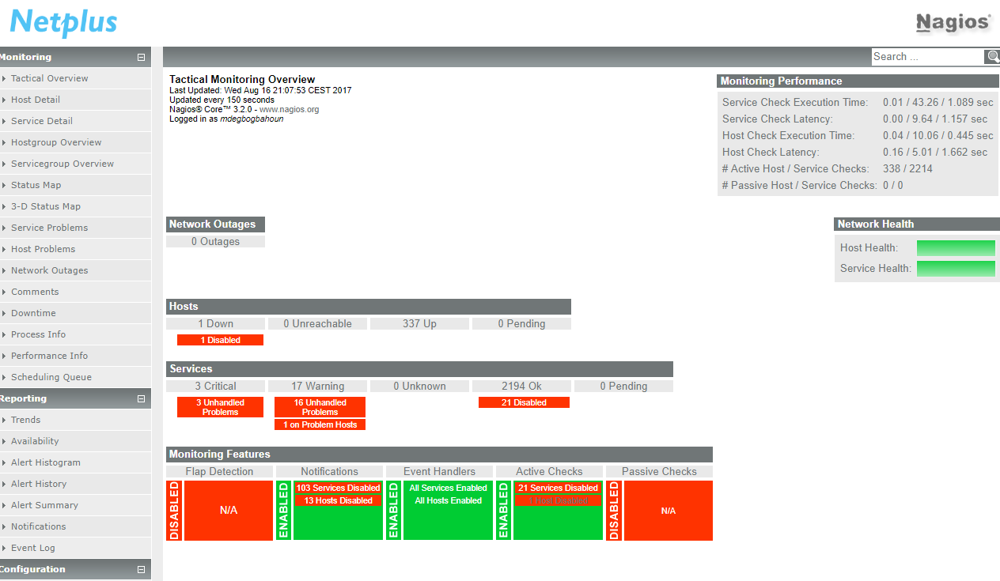 Netplus
Nagios®
Monitoring
Search ...
Tactical Overview
Host Detail
Service Detail
Hostgroup Overview
Servicegroup Overview
Status Map
3-D Status Map
Service Problems
Host Problems
Network Outages
Comments
Downtime
Process Info
Performance Info
Scheduling Queue
Reporting
Trends
Availability
Alert Histogram
Alert History
Alert Summary
Notifications
Event Log
Configuration
Tactical Monitoring Overview
Last Updated: Wed Aug 16 21:07:53 CEST 2017
Updated every 150 seconds
Nagios® Core™ 3.2.0 - www.nagios.org
Logged in as mdegbogbahoun
Monitoring Performance
Service Check Execution Time: 0.01 / 43.26 / 1.089 sec
Service Check Latency: 0.00 / 9.64 / 1.157 sec
Host Check Execution Time: 0.04 / 10.06 / 0.445 sec
Host Check Latency: 0.16 / 5.01 / 1.662 sec
# Active Host / Service Checks: 338 / 2214
# Passive Host / Service Checks: 0 / 0
Network Outages
0 Outages
Network Health
Host Health:
Service Health:
Hosts
1 Down 0 Unreachable 337 Up 0 Pending
1 Disabled
Services
3 Critical 17 Warning 0 Unknown 2194 Ok 0 Pending
3 Unhandled
Problems
16 Unhandled
Problems
1 on Problem Hosts
21 Disabled
Monitoring Features
Flap Detection Notifications Event Handlers Active Checks Passive Checks
DISABLED
N/A
ENABLED
103 Services Disabled
13 Hosts Disabled
ENABLED
All Services Enabled
All Hosts Enabled
ENABLED
21 Services Disabled
1 Host Disabled
DISABLED
N/A